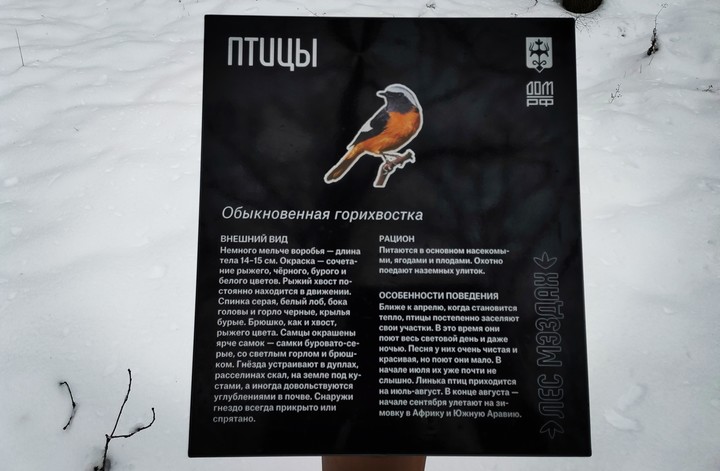 ПТИЦЫ
ДОМ
РФ
Обыкновенная горихвостка
ВНЕШНИЙ ВИД
Немного мельче воробья — длина
тела 14–15 см. Окраска — сочета-
ние рыжего, чёрного, бурого и
белого цветов. Рыжий хвост по-
стоянно находится в движении.
Спинка серая, белый лоб, бока
головы и горло черные, крылья
бурые. Брюшко, как и хвост,
рыжего цвета. Самцы окрашены
ярче самок — самки буровато-се-
рые, со светлым горлом и брюш-
ком. Гнёзда устраивают в дуплах,
расселинах скал, на земле под ку-
стами, а иногда довольствуются
углублениями в почве. Снаружи
гнездо всегда прикрыто или
спрятано.
РАЦИОН
Питаются в основном насекомы-
ми, ягодами и плодами. Охотно
поедают наземных улиток.
ОСОБЕННОСТИ ПОВЕДЕНИЯ
Ближе к апрелю, когда становится
тепло, птицы постепенно заселяют
свои участки. В это время они
поют весь световой день и даже
ночью. Песня у них очень чистая и
красивая, но поют они мало. В
начале июля их уже почти не
слышно. Линька птиц приходится
на июль-август. В конце августа —
начале сентября улетают на зи-
мовку в Африку и Южную Аравию.
ЛЕС МЭЗДАХ